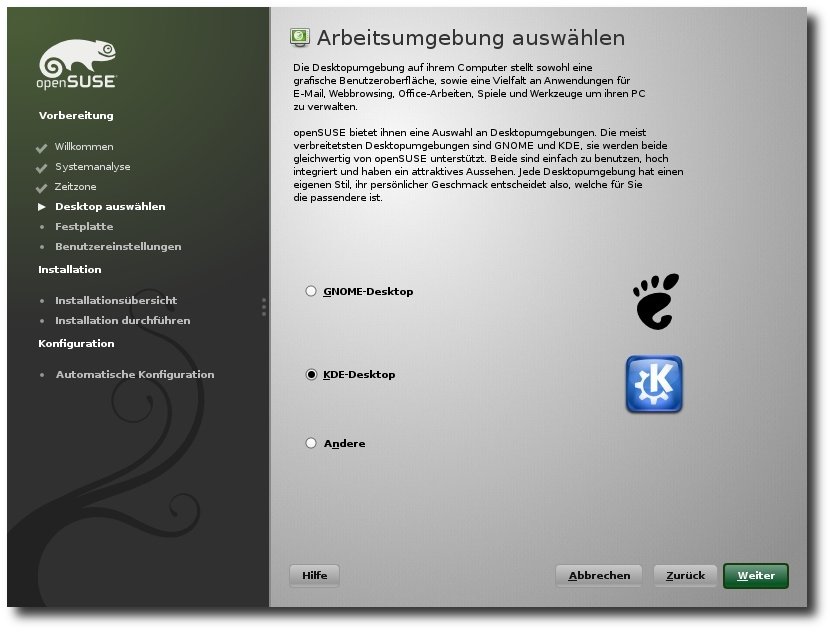 openSUSE
Vorbereitung
Willkommen
Systemanalyse
Zeitzone
Desktop auswählen
Festplatte
Benutzereinstellungen
Installation
Installationsübersicht
Installation durchführen
Konfiguration
Automatische Konfiguration
Arbeitsumgebung auswählen
Die Desktopumgebung auf ihrem Computer stellt sowohl eine
grafische Benutzeroberfläche, sowie eine Vielfalt an Anwendungen für
E-Mail, Webbrowsing, Office-Arbeiten, Spiele und Werkzeuge um ihren PC
zu verwalten.
openSUSE bietet ihnen eine Auswahl an Desktopumgebungen. Die meist
verbreitetsten Desktopumgebungen sind GNOME und KDE, sie werden beide
gleichwertig von openSUSE unterstützt. Beide sind einfach zu benutzen, hoch
integriert und haben ein attraktives Aussehen. Jede Desktopumgebung hat einen
eigenen Stil, ihr persönlicher Geschmack entscheidet also, welche für Sie
die passendere ist.
GNOME-Desktop
KDE-Desktop
K
Andere
Hilfe
Abbrechen
Zurück
Weiter